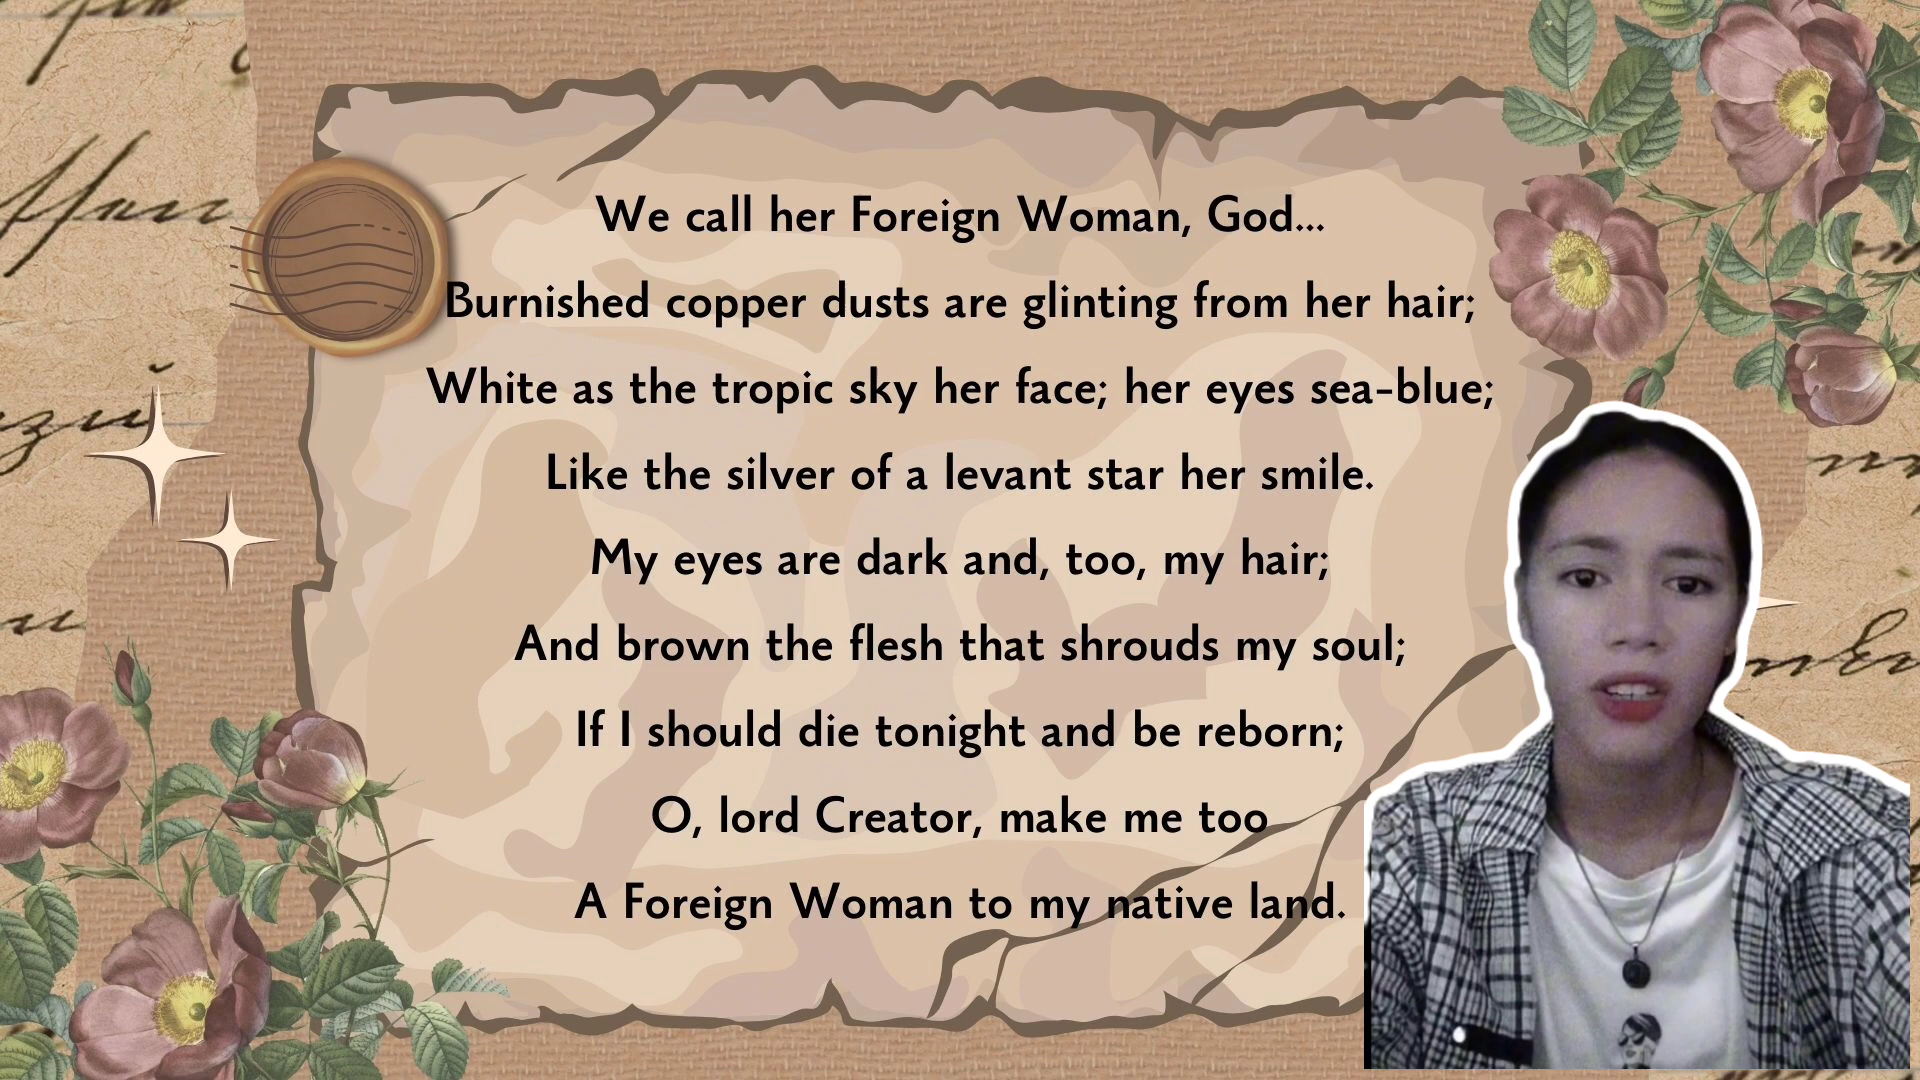 We call her Foreign Woman, God...
Burnished copper dusts are glinting from her hair;
White as the tropic sky her face; her eyes sea-blue;
Like the silver of a levant star her smile.
My eyes are dark and, too, my hair;
And brown the flesh that shrouds my soul;
If I should die tonight and be reborn;
O, lord Creator, make me too
A Foreign Woman to my native land.